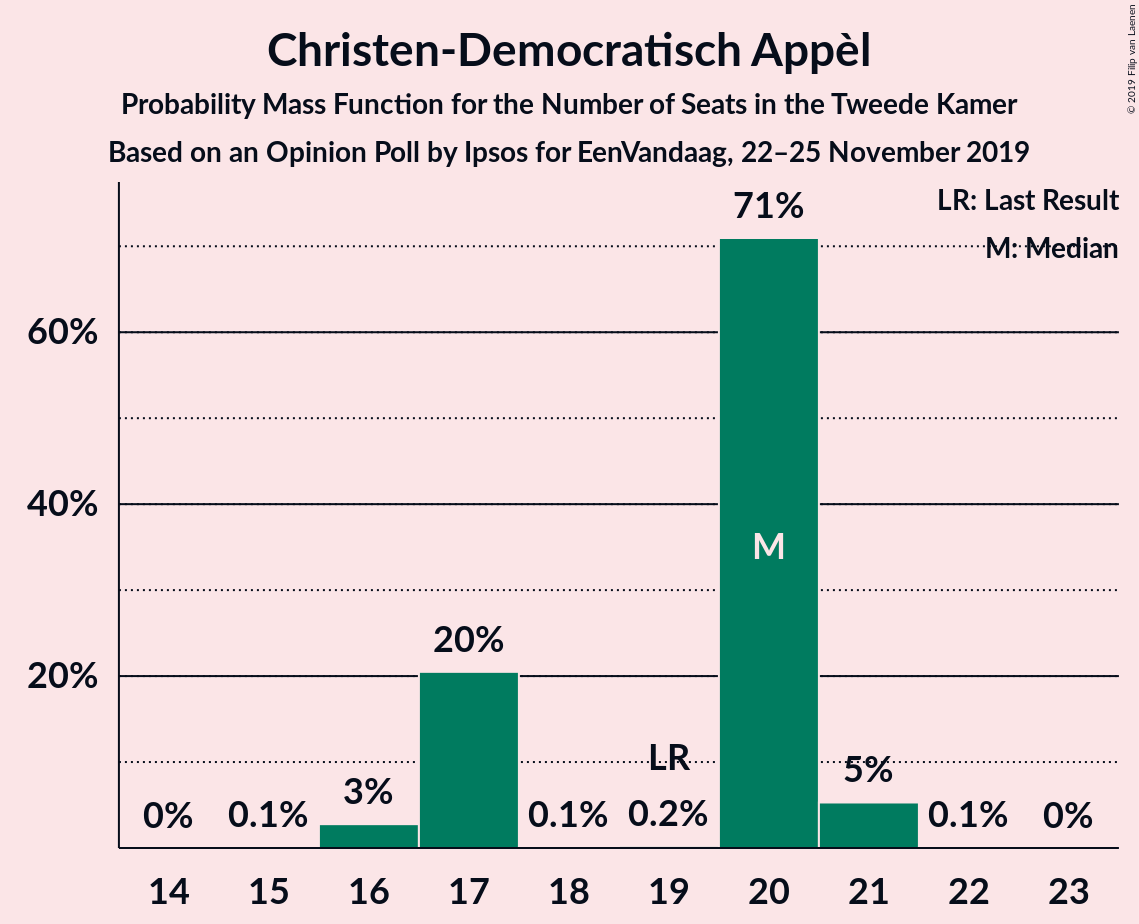 Christen-Democratisch Appèl
Probability Mass Function for the Number of Seats in the Tweede Kamer
Based on an Opinion Poll by Ipsos for EenVandaag, 22–25 November 2019
© 2019 Filip van Laenen
LR: Last Result
M: Median
60%
40%
20%
0%
0.1%
3%
20%
0.1%
LR
0.2%
71%
M
5%
0.1%
0%
14 15 16 17 18 19 20 21 22 23